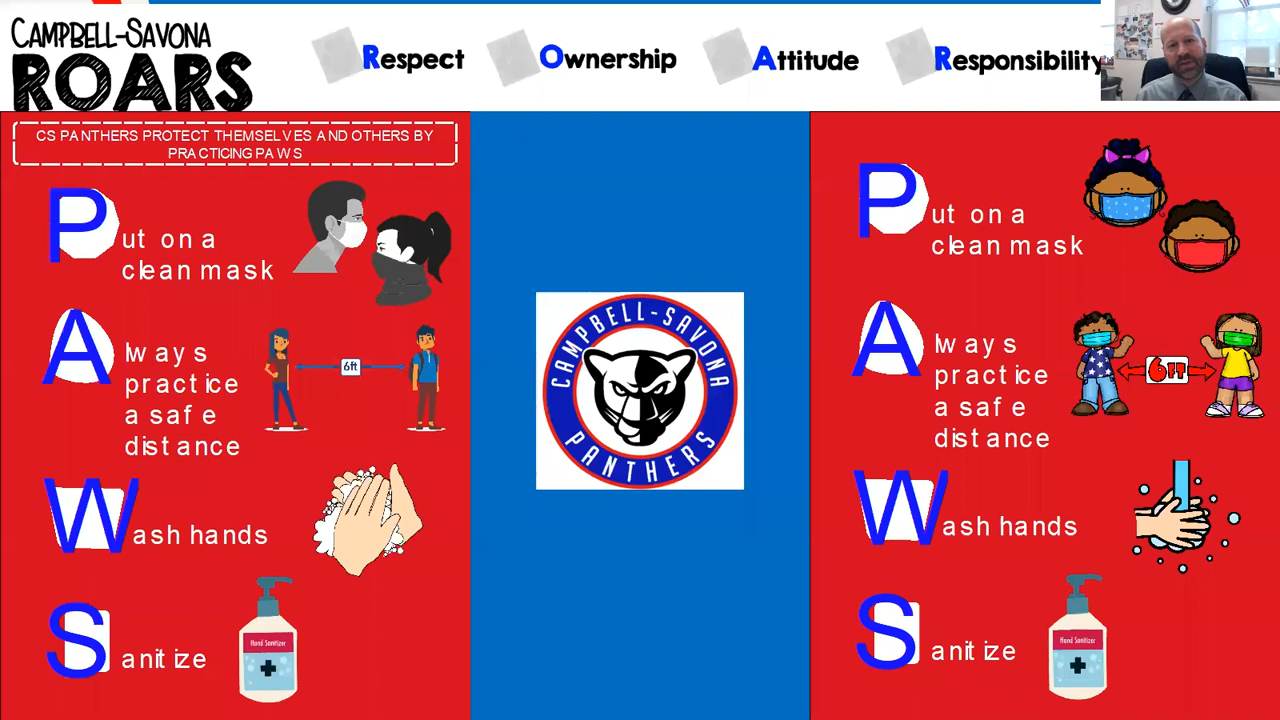 CAMPBELL-SAVONA
ROARS
Respect Ownership Attitude Responsibility
CS PANTHERS PROTECT THEMSELVES AND OTHERS BY
PRACTICING PAWS
Put on a
clean mask
Always
practice
a safe
distance
6ft
Wash hands
Sanitize
Hand Sanitizer
CAMPBELL-SAVONA
PANTHERS
Put on a
clean mask
Always
practice
a safe
distance
6FT
Wash hands
Sanitize
Hand Sanitizer